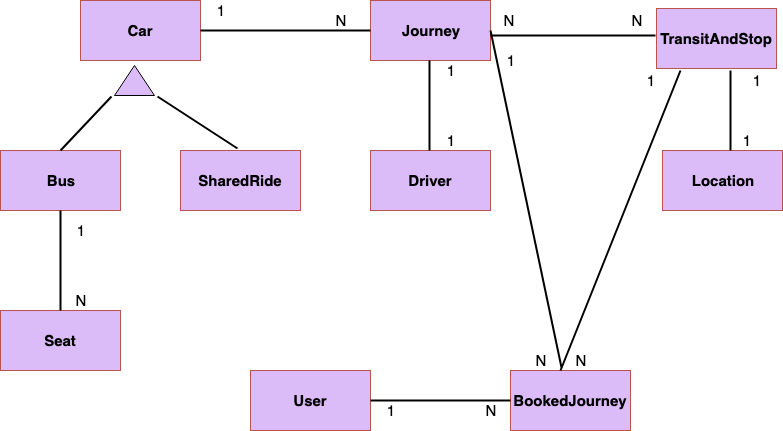 Car
1
N
Journey
N
N
TransitAndStop
1
1
1
1
1
1
Bus
SharedRide
Driver
Location
1
N
Seat
N
N
User
1
N
BookedJourney